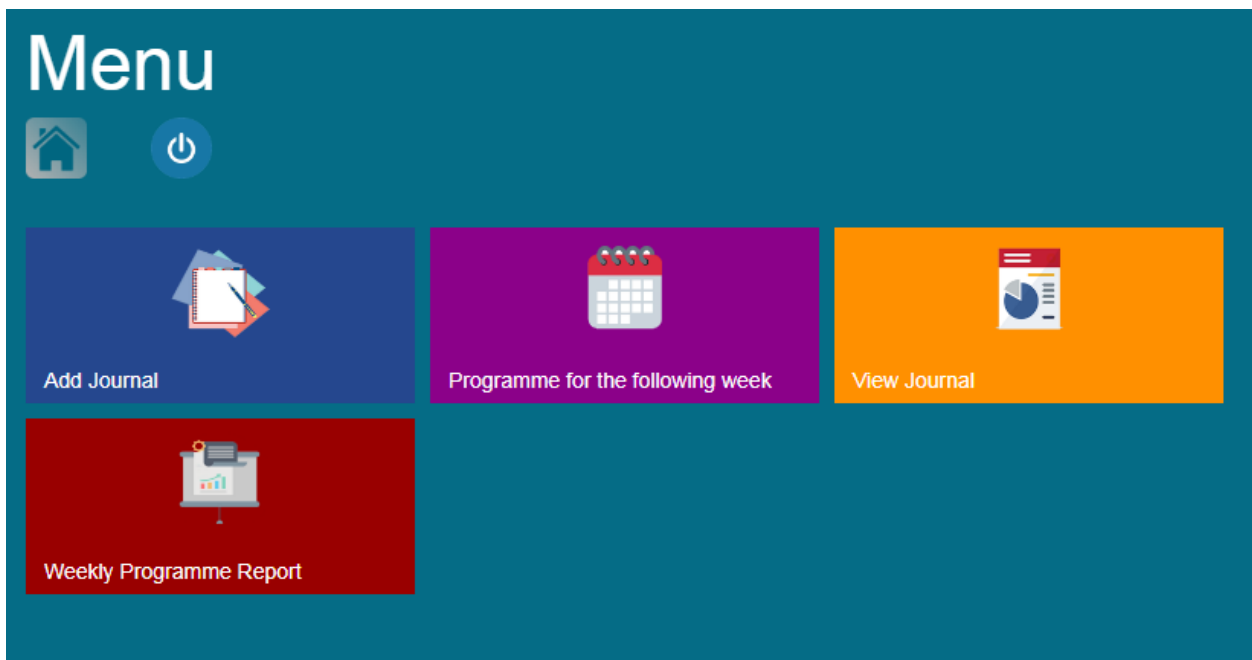 Menu
Add Journal
Programme for the following week
View Journal
Weekly Programme Report